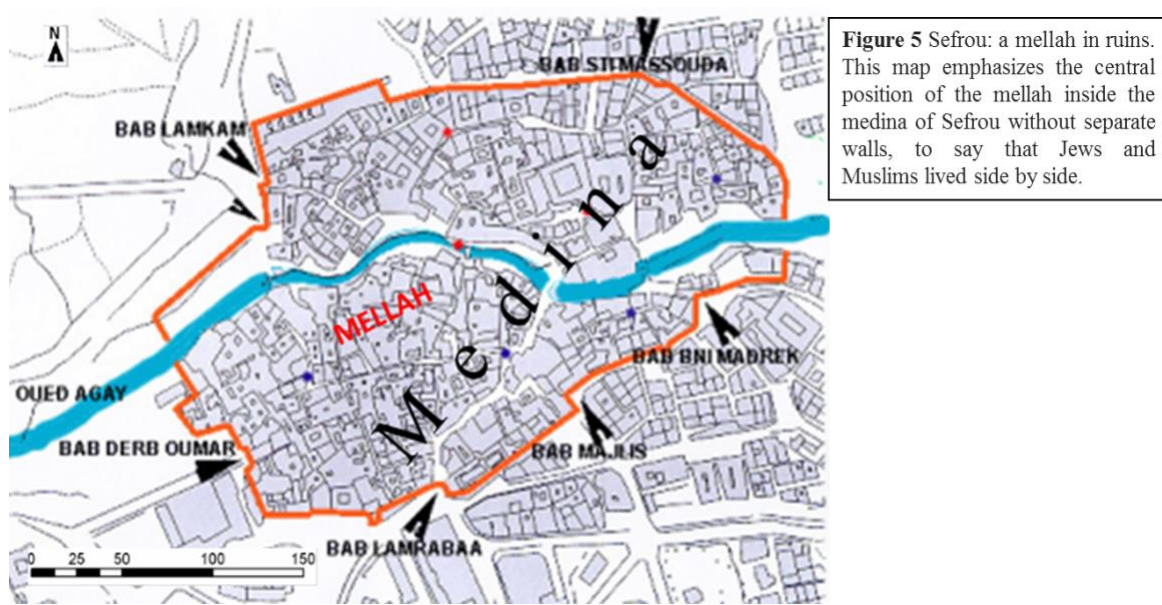 N
BAB STI MASSOUDA
BAB LAMKAM
Medina
MELLAH
OUED AGAY
BAB BNI MADREK
BAB DERB OUMAR
BAB MAJLIS
BAB LAMRABAA
0 25 50 100 150
Figure 5 Sefrou: a mellah in ruins.
This map emphasizes the central
position of the mellah inside the
medina of Sefrou without separate
walls, to say that Jews and
Muslims lived side by side.